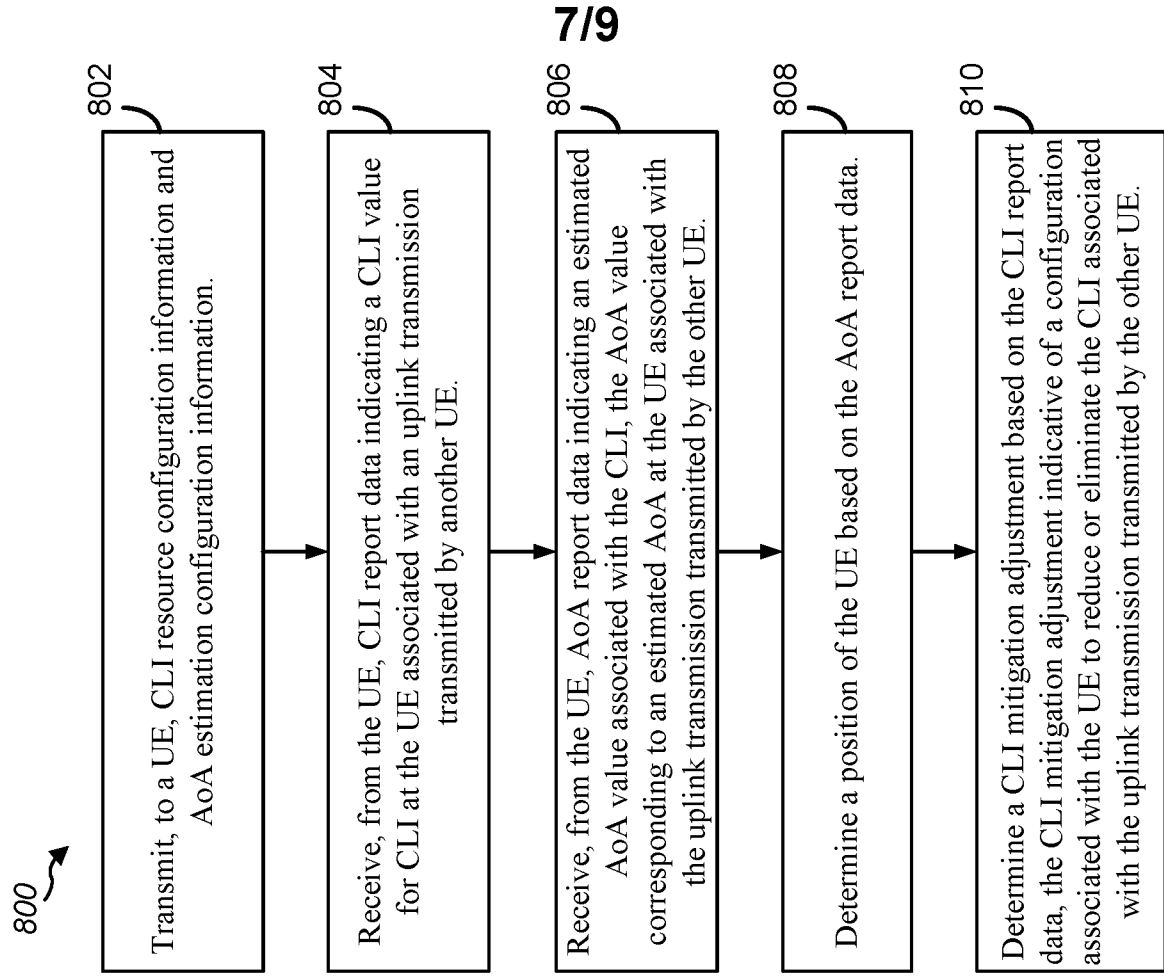 7/9
800
802
Transmit, to a UE, CLI resource configuration information and
AoA estimation configuration information.
804
Receive, from the UE, CLI report data indicating a CLI value
for CLI at the UE associated with an uplink transmission
transmitted by another UE.
806
Receive, from the UE, AoA report data indicating an estimated
AoA value associated with the CLI, the AoA value
corresponding to an estimated AoA at the UE associated with
the uplink transmission transmitted by the other UE.
808
Determine a position of the UE based on the AoA report data.
810
Determine a CLI mitigation adjustment based on the CLI report
data, the CLI mitigation adjustment indicative of a configuration
associated with the UE to reduce or eliminate the CLI associated
with the uplink transmission transmitted by the other UE.